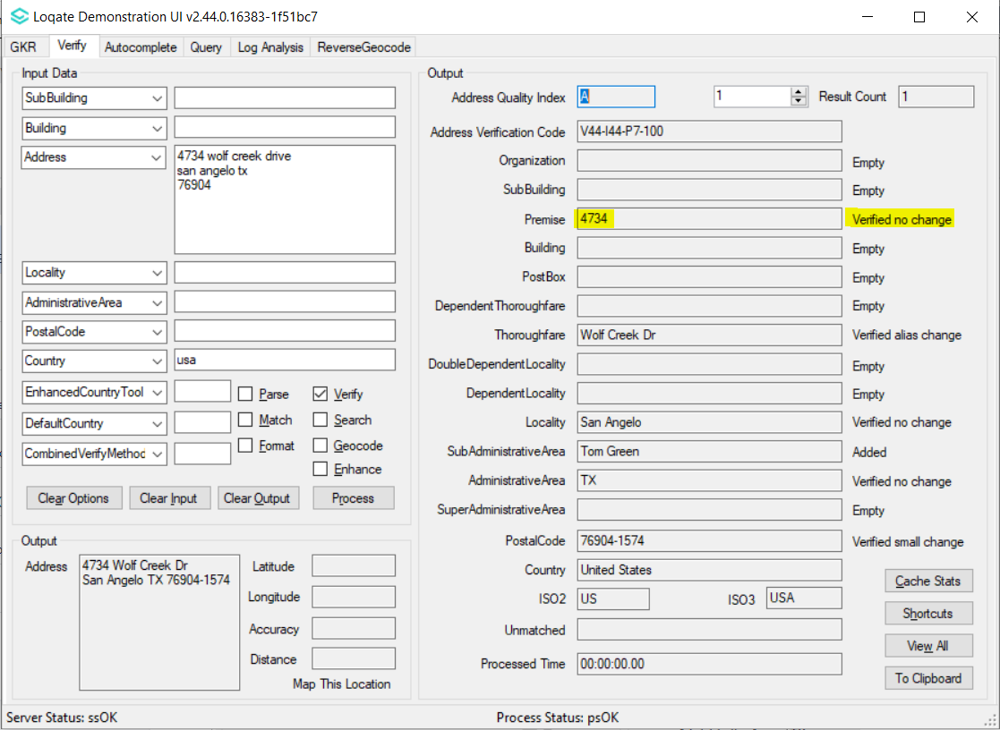 Loqate Demonstration UI v2.44.0.16383-1f51bc7
GKR Verify Autocomplete Query Log Analysis ReverseGeocode
Input Data
SubBuilding
Building
Address
4734 wolf creek drive
san angelo tx
76904
Locality
AdministrativeArea
PostalCode
Country usa
EnhancedCountryTool Parse Verify
DefaultCountry Match Search
Format Geocode
CombinedVerifyMethod
Enhance
Clear Options Clear Input Clear Output Process
Output
Address
4734 Wolf Creek Dr
San Angelo TX 76904-1574
Latitude
Longitude
Accuracy
Distance
Map This Location
Output
Address Quality Index A 1 Result Count 1
Address Verification Code V44-I44-P7-100
Organization Empty
SubBuilding Empty
Premise 4734 Verified no change
Building Empty
PostBox Empty
DependentThoroughfare Empty
Thoroughfare Wolf Creek Dr Verified alias change
DoubleDependentLocality Empty
DependentLocality Empty
Locality San Angelo Verified no change
SubAdministrativeArea Tom Green Added
AdministrativeArea TX Verified no change
SuperAdministrativeArea Empty
PostalCode 76904-1574 Verified small change
Country United States
ISO2 US ISO3 USA
Unmatched
Processed Time 00:00:00.00
Cache Stats
Shortcuts
View All
To Clipboard
Server Status: ssOK Process Status: psOK